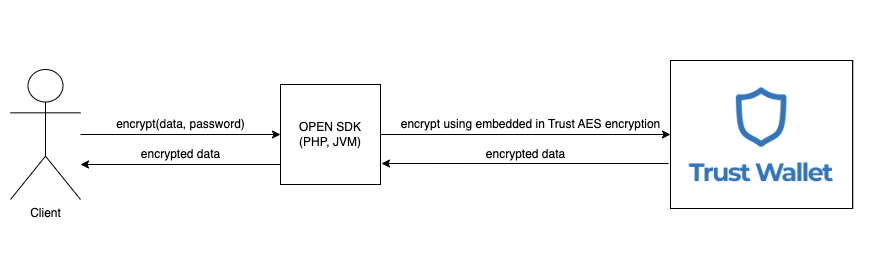 encrypt(data, password)
encrypted data
Client
OPEN SDK
(PHP, JVM)
encrypt using embedded in Trust AES encryption
encrypted data
Trust Wallet